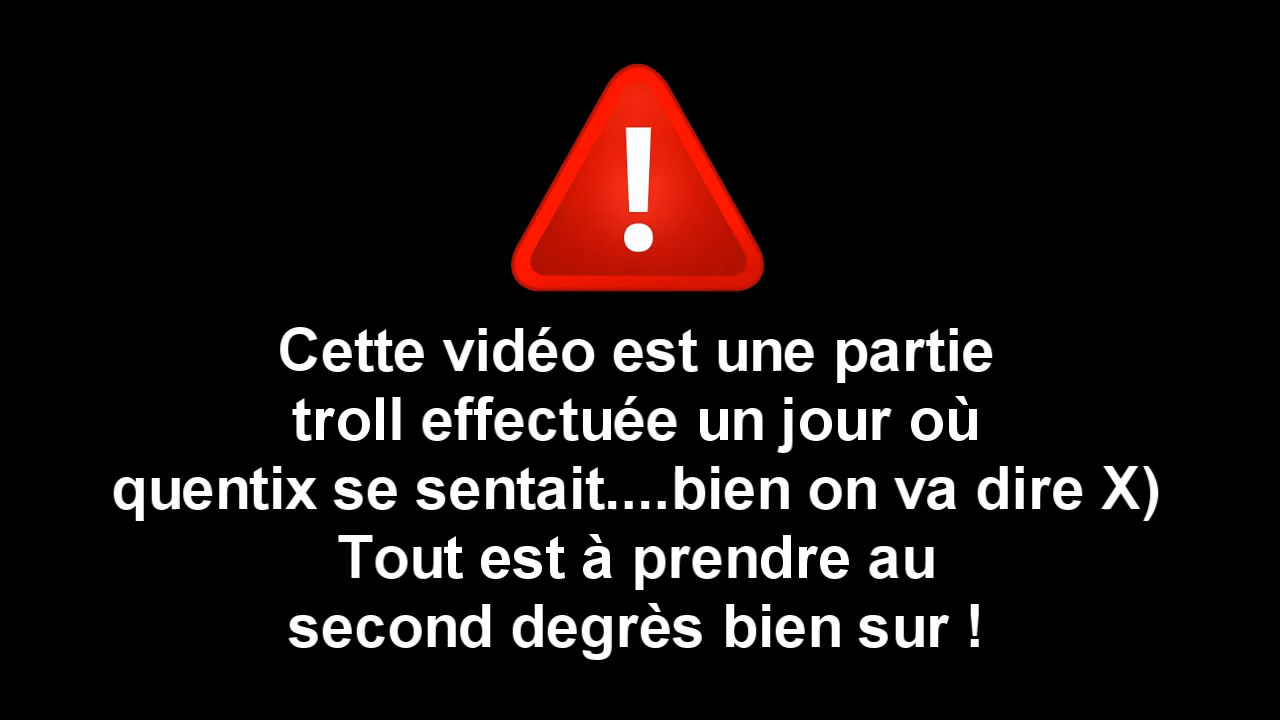 Cette vidéo est une partie
troll effectuée un jour où
quentix se sentait....bien on va dire X)
Tout est à prendre au
second degrès bien sur !